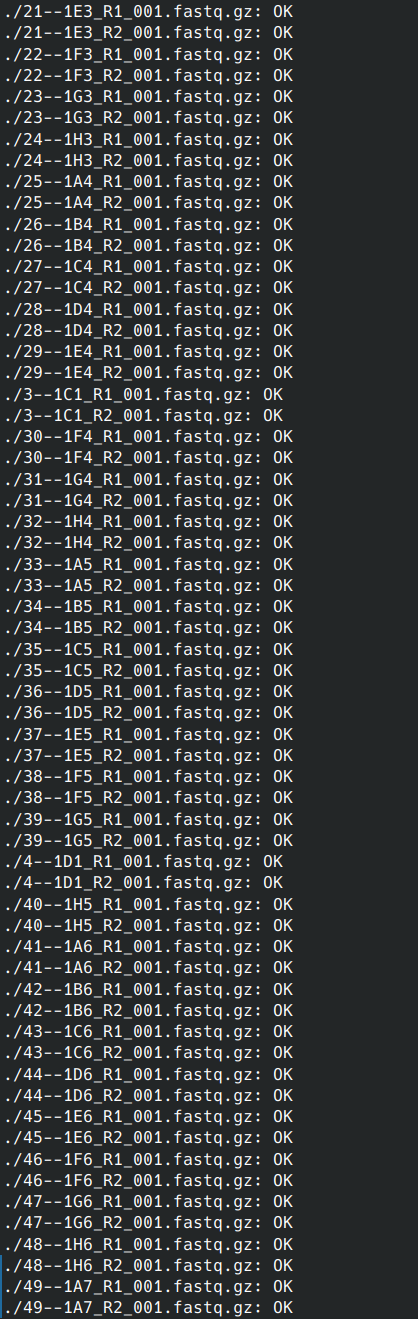 ./21--1E3_R1_001.fastq.gz: OK
./21--1E3_R2_001.fastq.gz: OK
./22--1F3_R1_001.fastq.gz: OK
./22--1F3_R2_001.fastq.gz: OK
./23--1G3_R1_001.fastq.gz: OK
./23--1G3_R2_001.fastq.gz: OK
./24--1H3_R1_001.fastq.gz: OK
./24--1H3_R2_001.fastq.gz: OK
./25--1A4_R1_001.fastq.gz: OK
./25--1A4_R2_001.fastq.gz: OK
./26--1B4_R1_001.fastq.gz: OK
./26--1B4_R2_001.fastq.gz: OK
./27--1C4_R1_001.fastq.gz: OK
./27--1C4_R2_001.fastq.gz: OK
./28--1D4_R1_001.fastq.gz: OK
./28--1D4_R2_001.fastq.gz: OK
./29--1E4_R1_001.fastq.gz: OK
./29--1E4_R2_001.fastq.gz: OK
./3--1C1_R1_001.fastq.gz: OK
./3--1C1_R2_001.fastq.gz: OK
./30--1F4_R1_001.fastq.gz: OK
./30--1F4_R2_001.fastq.gz: OK
./31--1G4_R1_001.fastq.gz: OK
./31--1G4_R2_001.fastq.gz: OK
./32--1H4_R1_001.fastq.gz: OK
./32--1H4_R2_001.fastq.gz: OK
./33--1A5_R1_001.fastq.gz: OK
./33--1A5_R2_001.fastq.gz: OK
./34--1B5_R1_001.fastq.gz: OK
./34--1B5_R2_001.fastq.gz: OK
./35--1C5_R1_001.fastq.gz: OK
./35--1C5_R2_001.fastq.gz: OK
./36--1D5_R1_001.fastq.gz: OK
./36--1D5_R2_001.fastq.gz: OK
./37--1E5_R1_001.fastq.gz: OK
./37--1E5_R2_001.fastq.gz: OK
./38--1F5_R1_001.fastq.gz: OK
./38--1F5_R2_001.fastq.gz: OK
./39--1G5_R1_001.fastq.gz: OK
./39--1G5_R2_001.fastq.gz: OK
./4--1D1_R1_001.fastq.gz: OK
./4--1D1_R2_001.fastq.gz: OK
./40--1H5_R1_001.fastq.gz: OK
./40--1H5_R2_001.fastq.gz: OK
./41--1A6_R1_001.fastq.gz: OK
./41--1A6_R2_001.fastq.gz: OK
./42--1B6_R1_001.fastq.gz: OK
./42--1B6_R2_001.fastq.gz: OK
./43--1C6_R1_001.fastq.gz: OK
./43--1C6_R2_001.fastq.gz: OK
./44--1D6_R1_001.fastq.gz: OK
./44--1D6_R2_001.fastq.gz: OK
./45--1E6_R1_001.fastq.gz: OK
./45--1E6_R2_001.fastq.gz: OK
./46--1F6_R1_001.fastq.gz: OK
./46--1F6_R2_001.fastq.gz: OK
./47--1G6_R1_001.fastq.gz: OK
./47--1G6_R2_001.fastq.gz: OK
./48--1H6_R1_001.fastq.gz: OK
./48--1H6_R2_001.fastq.gz: OK
./49--1A7_R1_001.fastq.gz: OK
./49--1A7_R2_001.fastq.gz: OK